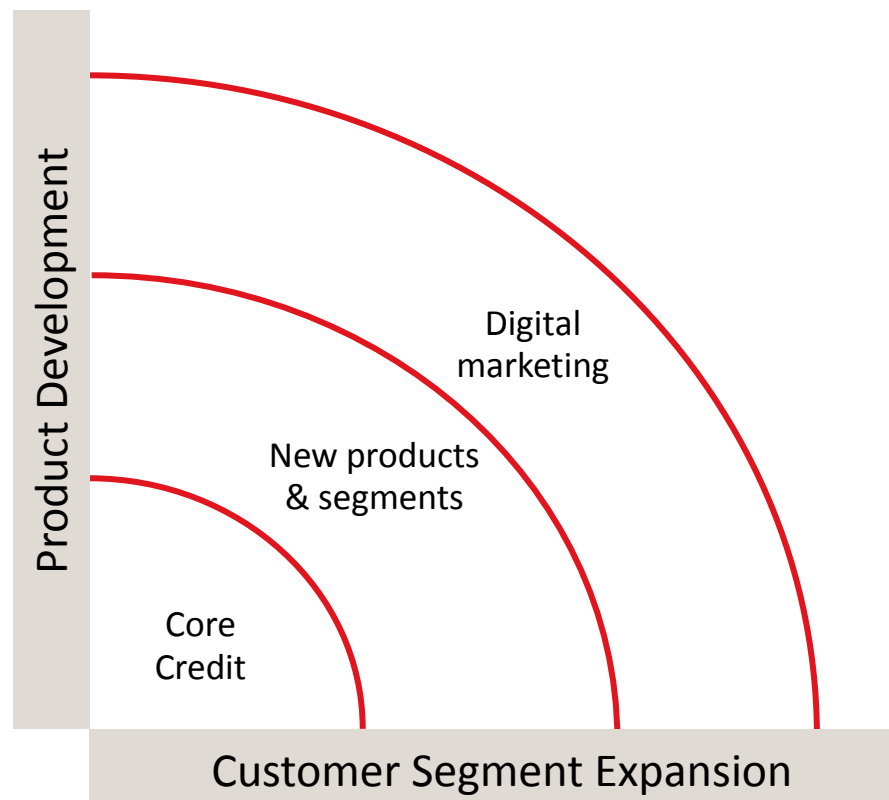 Product Development
Digital
marketing
New products
& segments
Core
Credit
Customer Segment Expansion